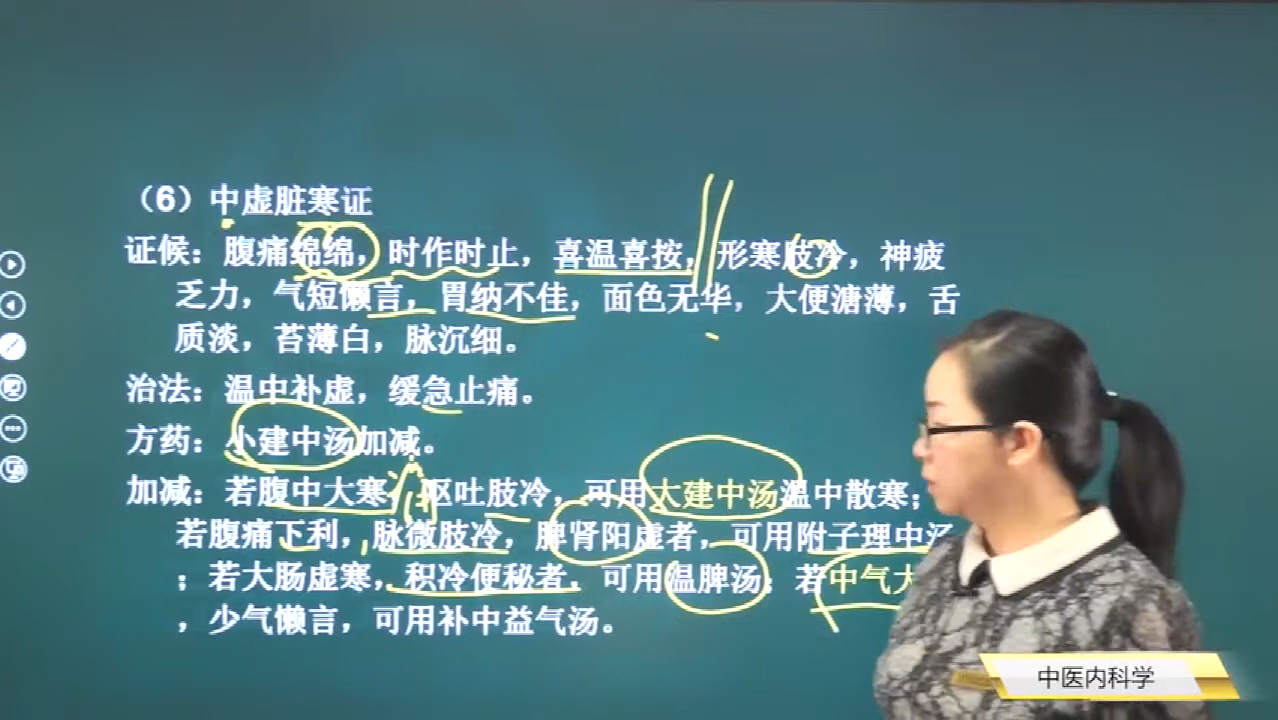 （6）中虚脏寒证
证候：腹痛绵绵，时作时止，喜温喜按，形寒肢冷，神疲
乏力，气短懒言，胃纳不佳，面色无华，大便溏薄，舌
质淡，苔薄白，脉沉细。
治法：温中补虚，缓急止痛。
方药：小建中汤加减。
加减：若腹中大寒，呕吐肢冷，可用大建中汤温中散寒；
若腹痛下利，脉微肢冷，脾肾阳虚者，可用附子理中汤
；若大肠虚寒，积冷便秘者，可用温脾汤；若中气大
，少气懒言，可用补中益气汤。
中医内科学